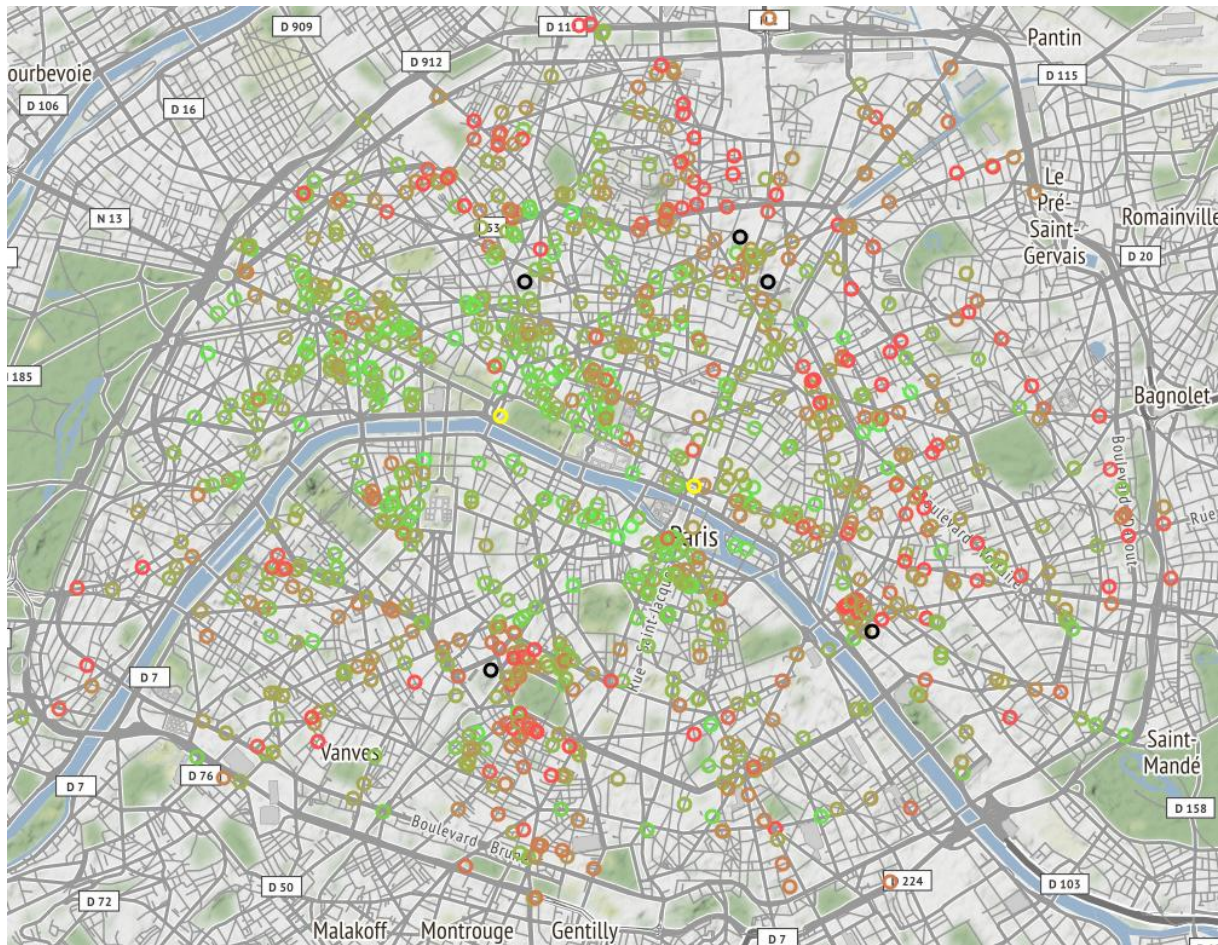 D 909
D 11
Pantin
D 912
D 115
ourbevoie
D 106
D 16
Le
Pré-
Saint-
Gervais
N 13
Romainville
D 20
185
Bagnolet
Boulevard
Rue
Paris
Rue Saint-Jacques
D 7
Saint-
Mandé
Vanves
D 76
D 7
D 158
Boulevard Brune
D 50
D 224
D 103
D 72
Malakoff
Montrouge
Gentilly
D 7